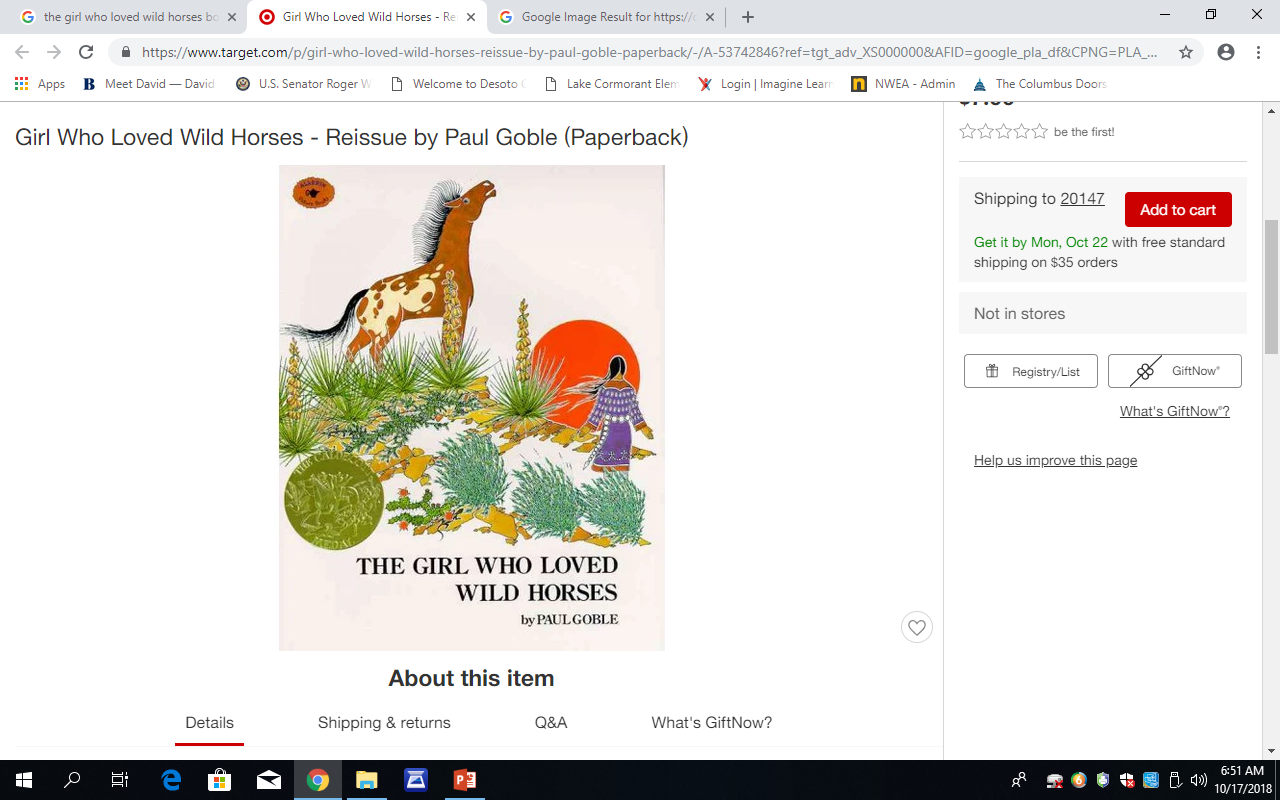 the girl who loved wild horses bo
Girl Who Loved Wild Horses - Re
Google Image Result for https://
https://www.target.com/p/girl-who-loved-wild-horses-reissue-by-paul-goble-paperback/-/A-53742846?ref=tgt_adv_XS000000&AFID=google_pla_df&CPNG=PLA_...
Apps
Meet David — David
U.S. Senator Roger W
Welcome to Desoto
Lake Cormorant Elem
Login | Imagine Learn
NWEA - Admin
The Columbus Doors
Girl Who Loved Wild Horses - Reissue by Paul Goble (Paperback)
ALADDIN
THE GIRL WHO LOVED
WILD HORSES
by PAUL GOBLE
About this item
Details
Shipping & returns
Q&A
What's GiftNow?
be the first!
Shipping to 20147
Add to cart
Get it by Mon, Oct 22 with free standard
shipping on $35 orders
Not in stores
Registry/List
GiftNow®
What's GiftNow®?
Help us improve this page
6:51 AM
10/17/2018